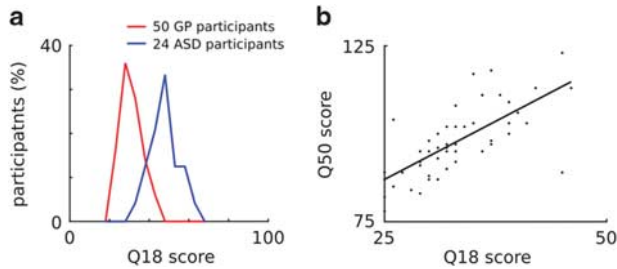 a
50 GP participants
24 ASD participants
40
participatnts (%)
0
0
100
Q18 score
b
125
Q50 score
75
25
50
Q18 score